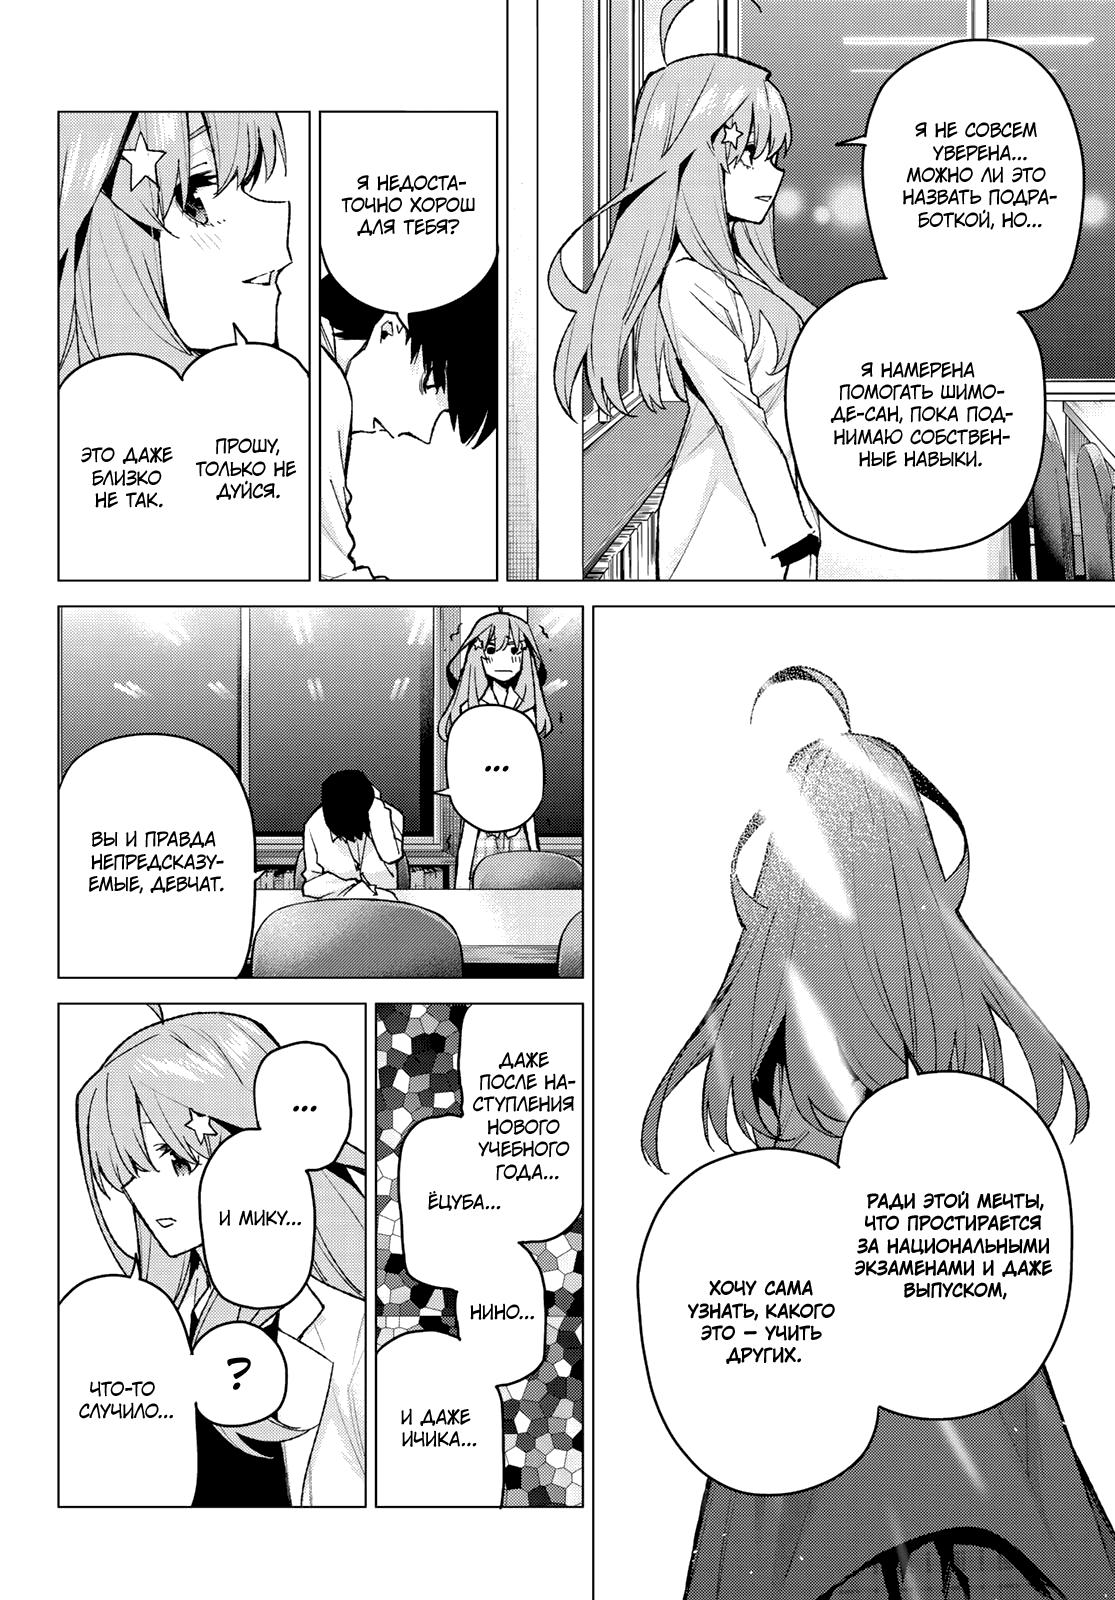 Я НЕ СОВСЕМ
УВЕРЕНА...
МОЖНО ЛИ ЭТО
НАЗВАТЬ ПОДРА-
БОТКОЙ, НО...
Я НАМЕРЕНА
ПОМОГАТЬ ШИМО-
ДЕ-САН, ПОКА ПОД-
НИМАЮ СОБСТВЕН-
НЫЕ НАВЫКИ.
Я НЕДОСТА-
ТОЧНО ХОРОШ
ДЛЯ ТЕБЯ?
ПРОШУ,
ТОЛЬКО НЕ
ДУЙСЯ.
ЭТО ДАЖЕ
БЛИЗКО
НЕ ТАК.
РАДИ ЭТОЙ МЕЧТЫ,
ЧТО ПРОСТИРАЕТСЯ
ЗА НАЦИОНАЛЬНЫМИ
ЭКЗАМЕНАМИ И ДАЖЕ
ВЫПУСКОМ,
ХОЧУ САМА
УЗНАТЬ, КАКОГО
ЭТО — УЧИТЬ
ДРУГИХ.
...
ВЫ И ПРАВДА
НЕПРЕДСКАЗУ-
ЕМЫЕ, ДЕВЧАТ.
ДАЖЕ
ПОСЛЕ НА-
СТУПЛЕНИЯ
НОВОГО
УЧЕБНОГО
ГОДА...
ЁЦУБА...
НИНО...
И ДАЖЕ
ИЧИКА...
...
И МИКУ...
?
ЧТО-ТО
СЛУЧИЛО...